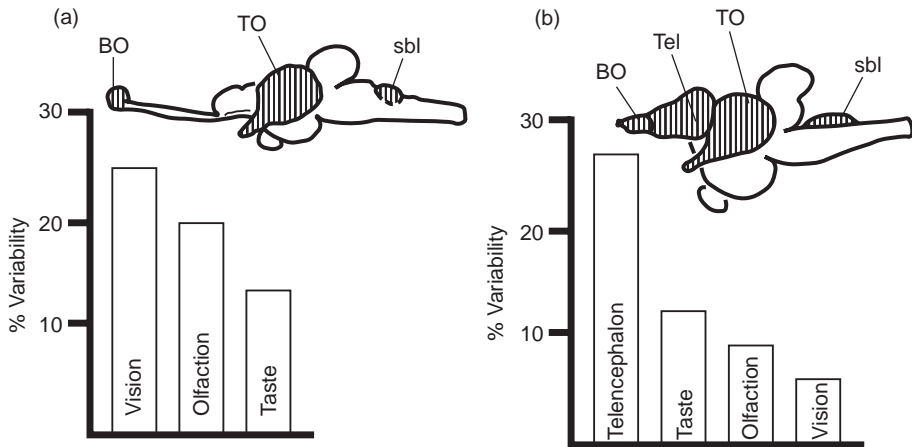 (a)
BO
TO
sbl
30
20
10
% Variability
Vision
Olfaction
Taste
(b)
BO
Tel
TO
sbl
30
20
10
% Variability
Telencephalon
Taste
Olfaction
Vision